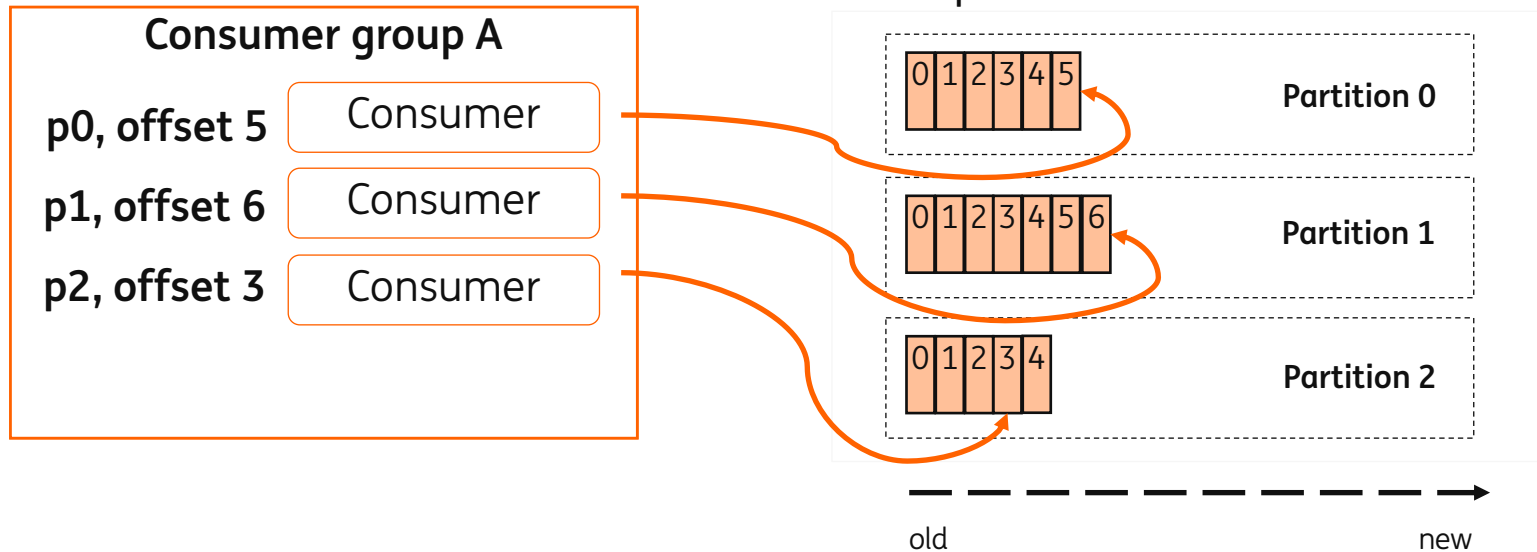 Consumer group A
p0, offset 5
Consumer
p1, offset 6
Consumer
p2, offset 3
Consumer
0 1 2 3 4 5
Partition 0
0 1 2 3 4 5 6
Partition 1
0 1 2 3 4
Partition 2
old
new